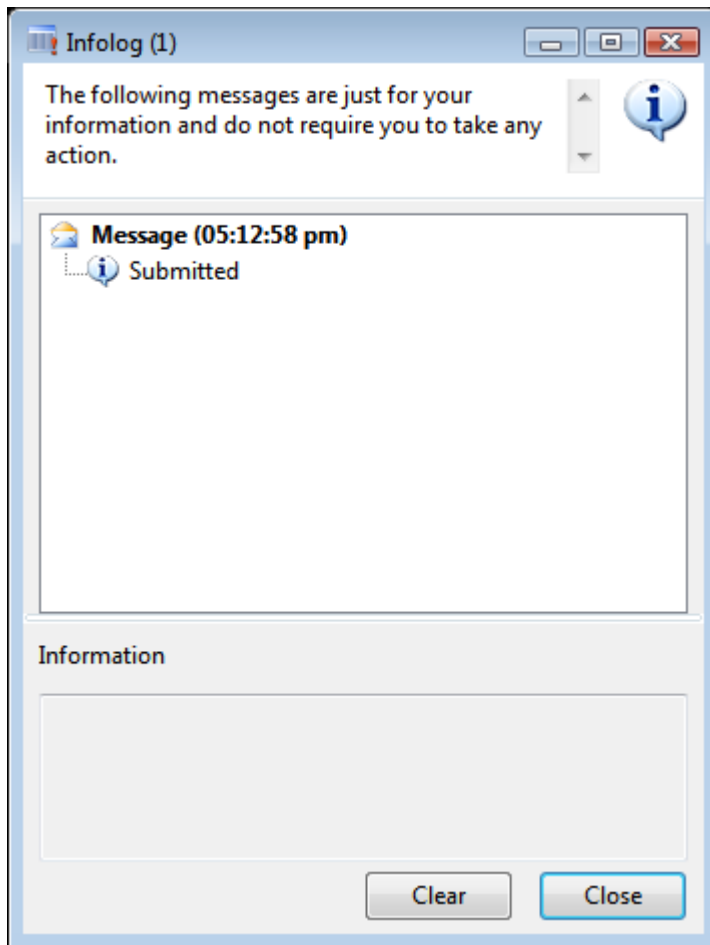 Infolog (1)
The following messages are just for your
information and do not require you to take any
action.
Message (05:12:58 pm)
Submitted
Information
Clear
Close